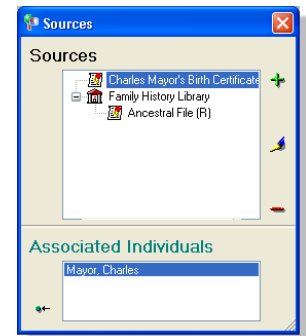 Sources
Sources
Charles Mayor's Birth Certificate
Family History Library
Ancestral File (R)
Associated Individuals
Mayor, Charles